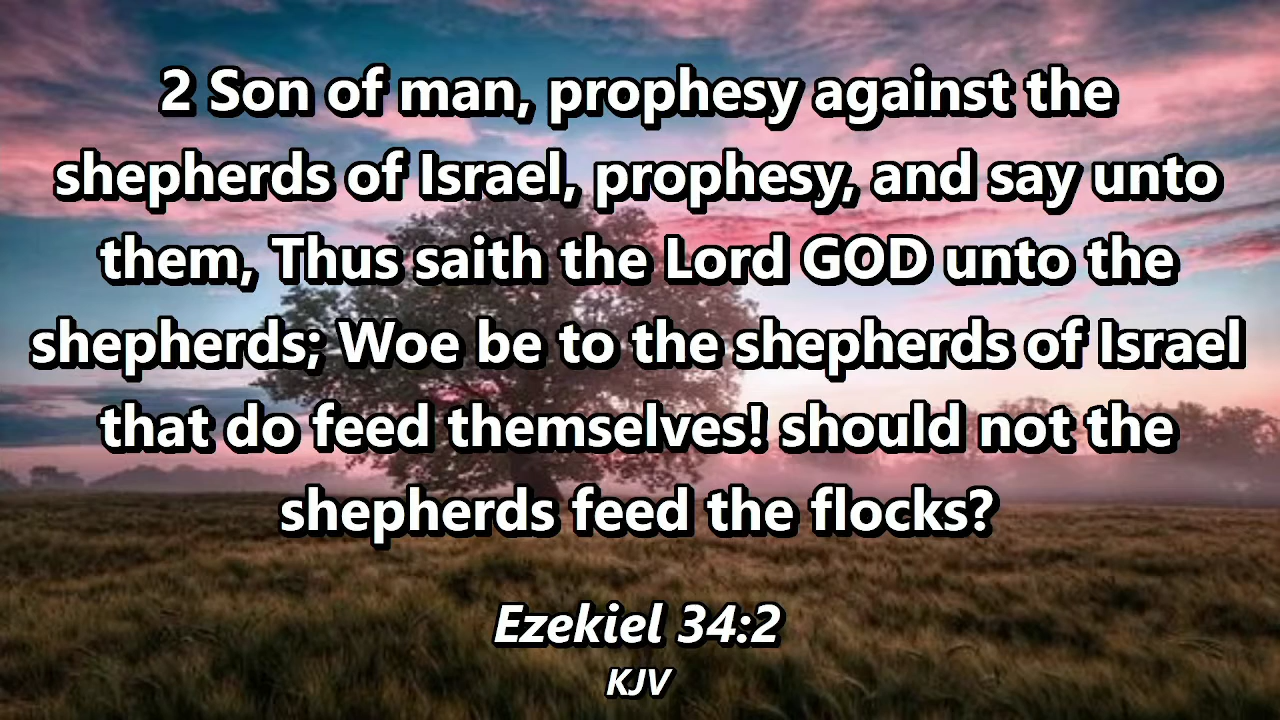 2 Son of man, prophesy against the
shepherds of Israel, prophesy, and say unto
them, Thus saith the Lord GOD unto the
shepherds; Woe be to the shepherds of Israel
that do feed themselves! should not the
shepherds feed the flocks?
Ezekiel 34:2
KJV